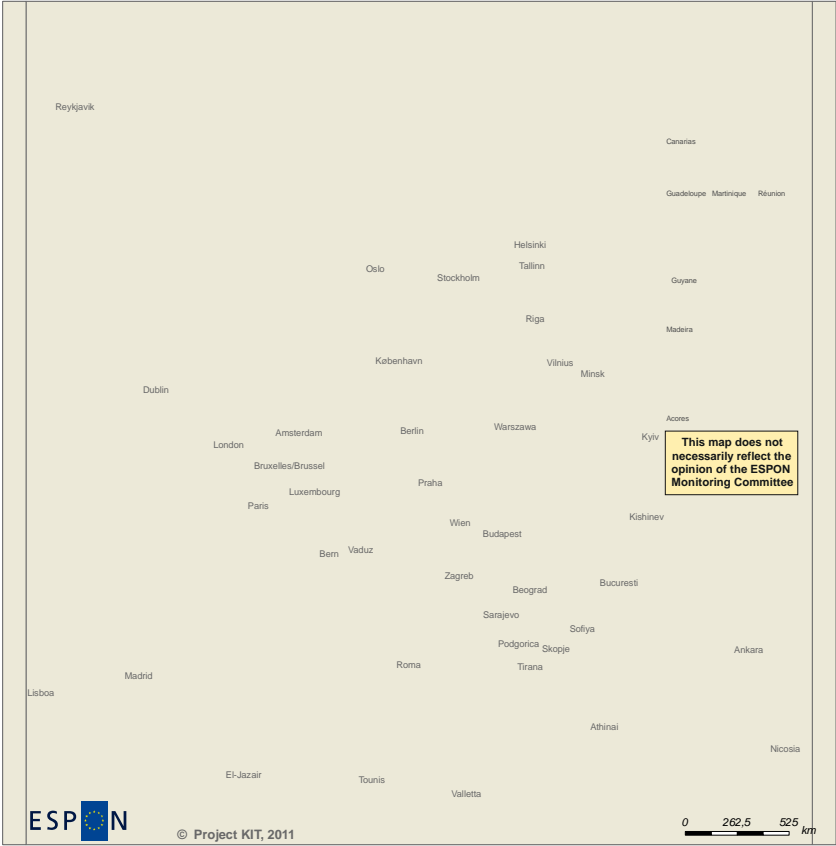 Reykjavik
Canarias
Guadeloupe Martinique Réunion
Helsinki
Tallinn
Oslo
Stockholm
Guyane
Riga
Madeira
København
Vilnius
Minsk
Dublin
Acores
Amsterdam
Berlin
Warszawa
Kyiv
London
This map does not
necessarily reflect the
opinion of the ESPON
Monitoring Committee
Bruxelles/Brussel
Praha
Luxembourg
Paris
Kishinev
Wien
Budapest
Bern
Vaduz
Zagreb
Beograd
Bucuresti
Sarajevo
Sofiya
Podgorica
Skopje
Ankara
Roma
Tirana
Madrid
Lisboa
Athinai
Nicosia
El-Jazair
Tounis
Valletta
ESPON
© Project KIT, 2011
0 262,5 525
km